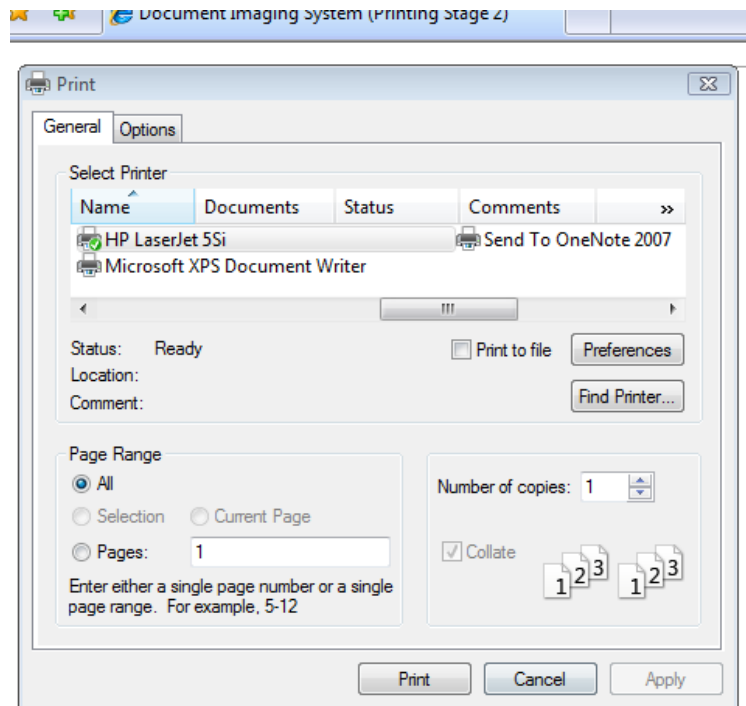 Document Imaging System (Printing Stage 2)
Print
General Options
Select Printer
Name Documents Status Comments »
HP LaserJet 5Si Send To OneNote 2007
Microsoft XPS Document Writer
Status: Ready Print to file Preferences
Location:
Comment: Find Printer...
Page Range
All Number of copies: 1
Selection Current Page
Pages: 1 Collate
1 2 3 1 2 3
Enter either a single page number or a single
page range. For example, 5-12
Print Cancel Apply